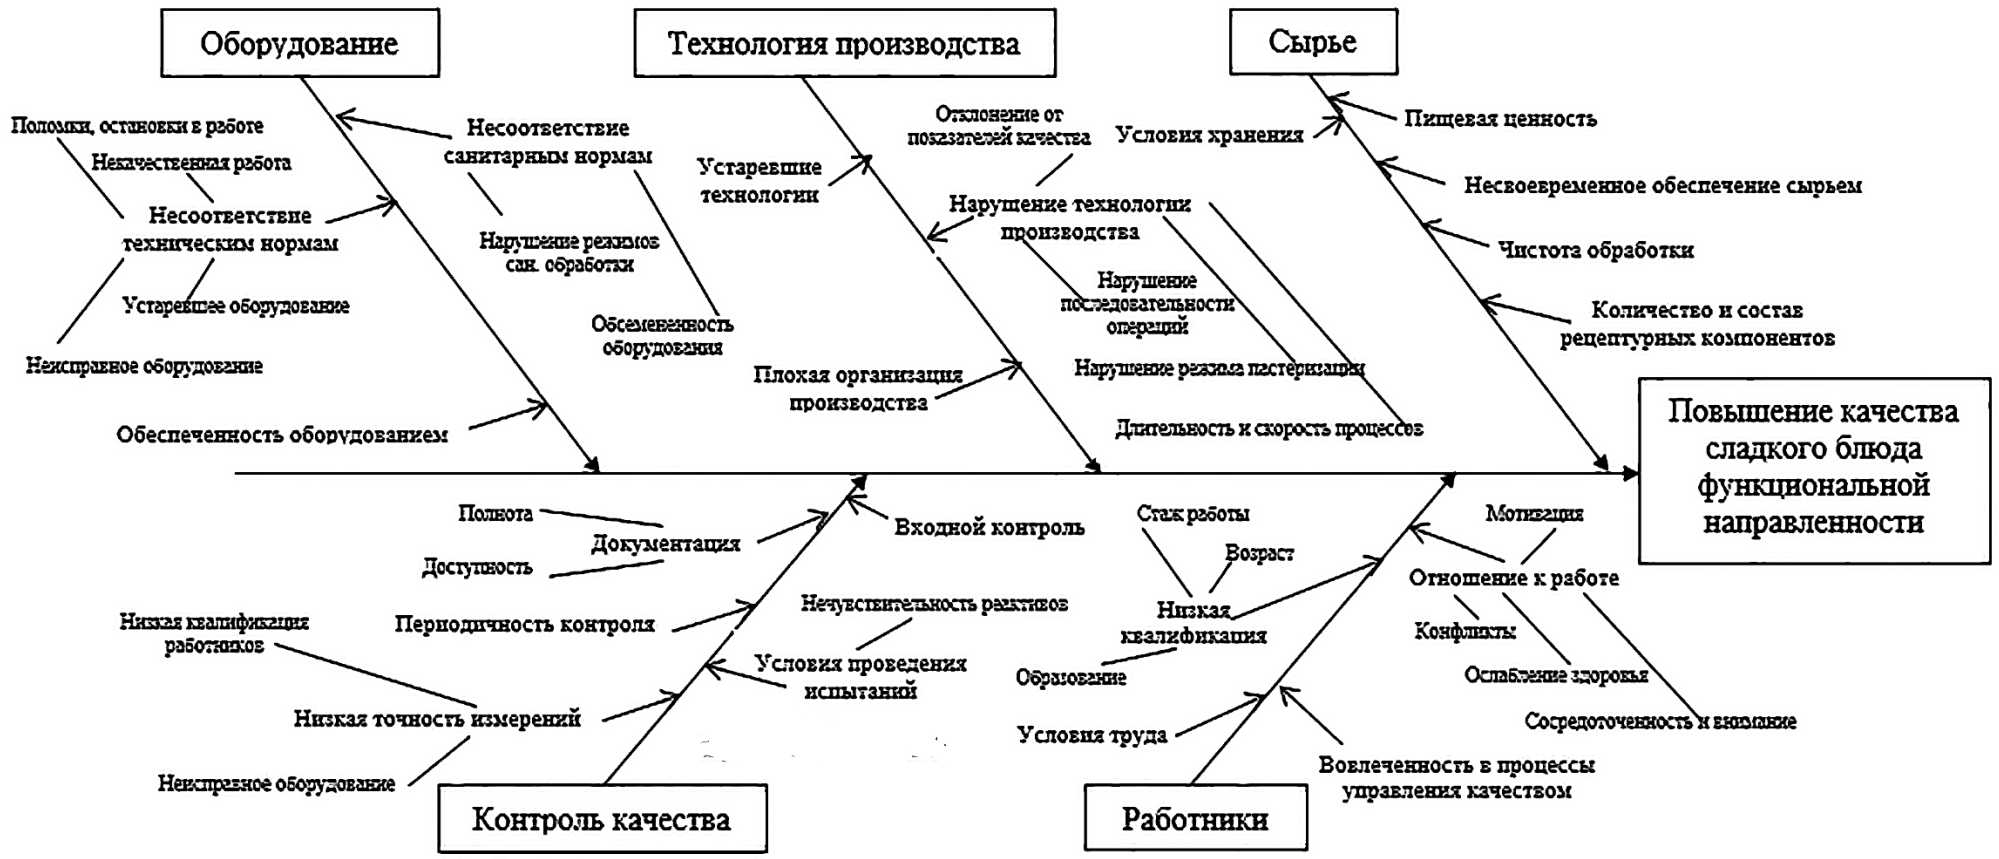 Оборудование
Технология производства
Сырье
Поломки, остановки в работе
Некачественная работа
Несоответствие
техническим нормам
Устаревшее оборудование
Неисправное оборудование
Обеспеченность оборудованием
Несоответствие
санитарным нормам
Нарушение режимов
сан. обработки
Обсемененность
оборудования
Устаревшие
технологии
Отклонение от
показателей качества
Нарушение технологии
производства
Нарушение
последовательности
операций
Нарушение режима пастеризации
Длительность и скорость процессов
Плохая организация
производства
Условия хранения
Пищевая ценность
Несвоевременное обеспечение сырьем
Чистота обработки
Количество и состав
рецептурных компонентов
Повышение качества
сладкого блюда
функциональной
направленности
Полнота
Документация
Доступность
Входной контроль
Периодичность контроля
Нечувствительность реактивов
Условия проведения
испытаний
Низкая квалификация
работников
Низкая точность измерений
Неисправное оборудование
Контроль качества
Стаж работы
Возраст
Низкая
квалификация
Образование
Условия труда
Мотивация
Отношение к работе
Конфликты
Ослабление здоровья
Сосредоточенность и внимание
Вовлеченность в процессы
управления качеством
Работники